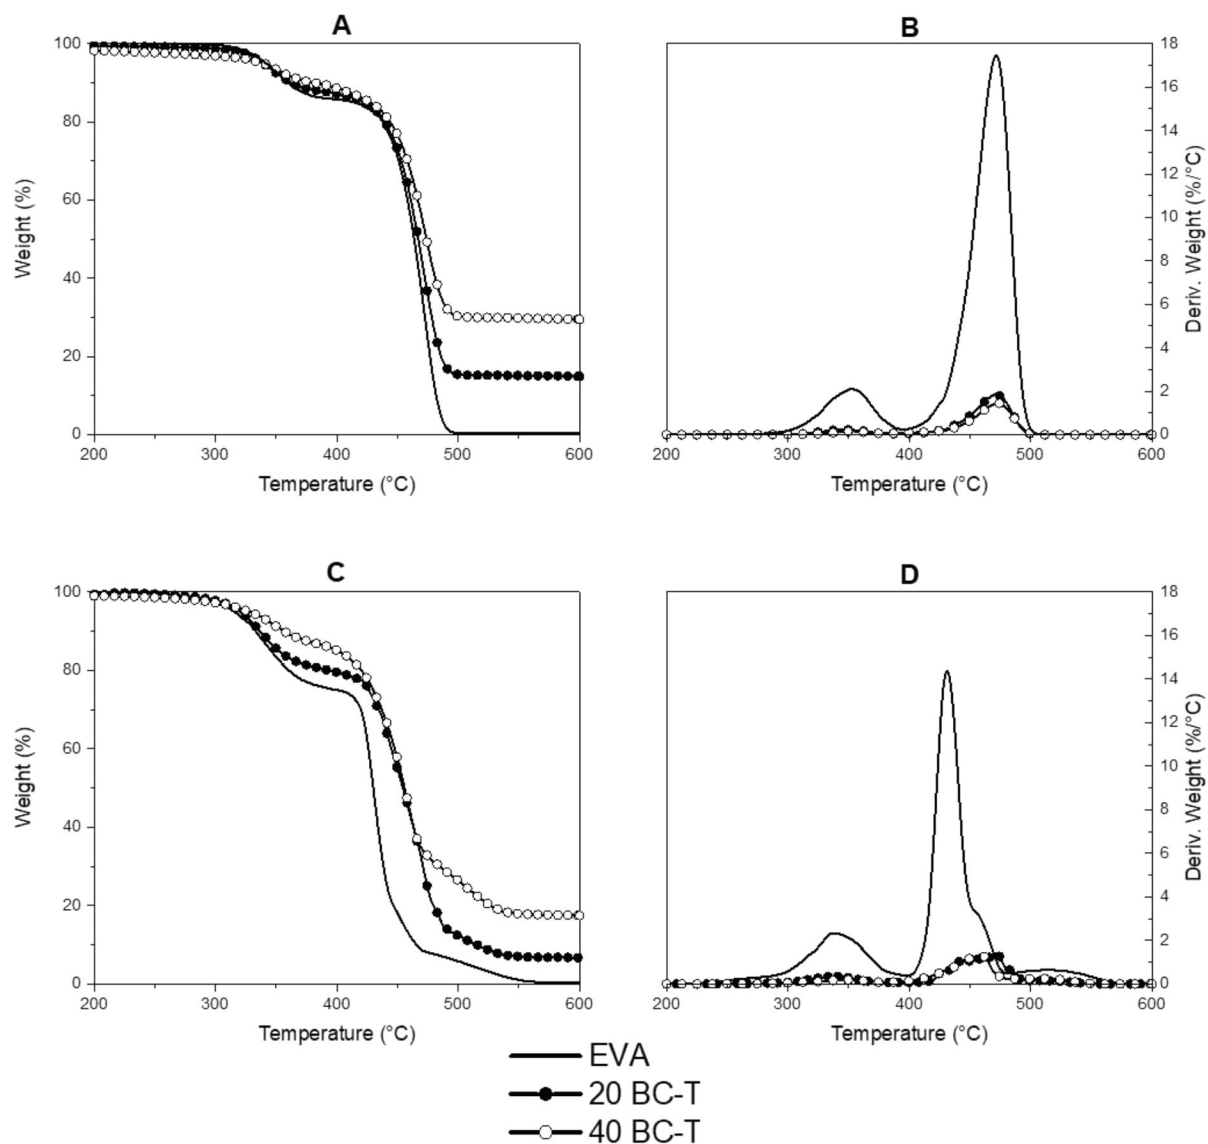 A
B
100
80
60
40
20
0
Weight (%)
200 300 400 500 600
Temperature (°C)
18
16
14
12
10
8
6
4
2
0
Deriv. Weight (%/°C)
200 300 400 500 600
Temperature (°C)
C
D
100
80
60
40
20
0
Weight (%)
200 300 400 500 600
Temperature (°C)
18
16
14
12
10
8
6
4
2
0
Deriv. Weight (%/°C)
200 300 400 500 600
Temperature (°C)
EVA
20 BC-T
40 BC-T